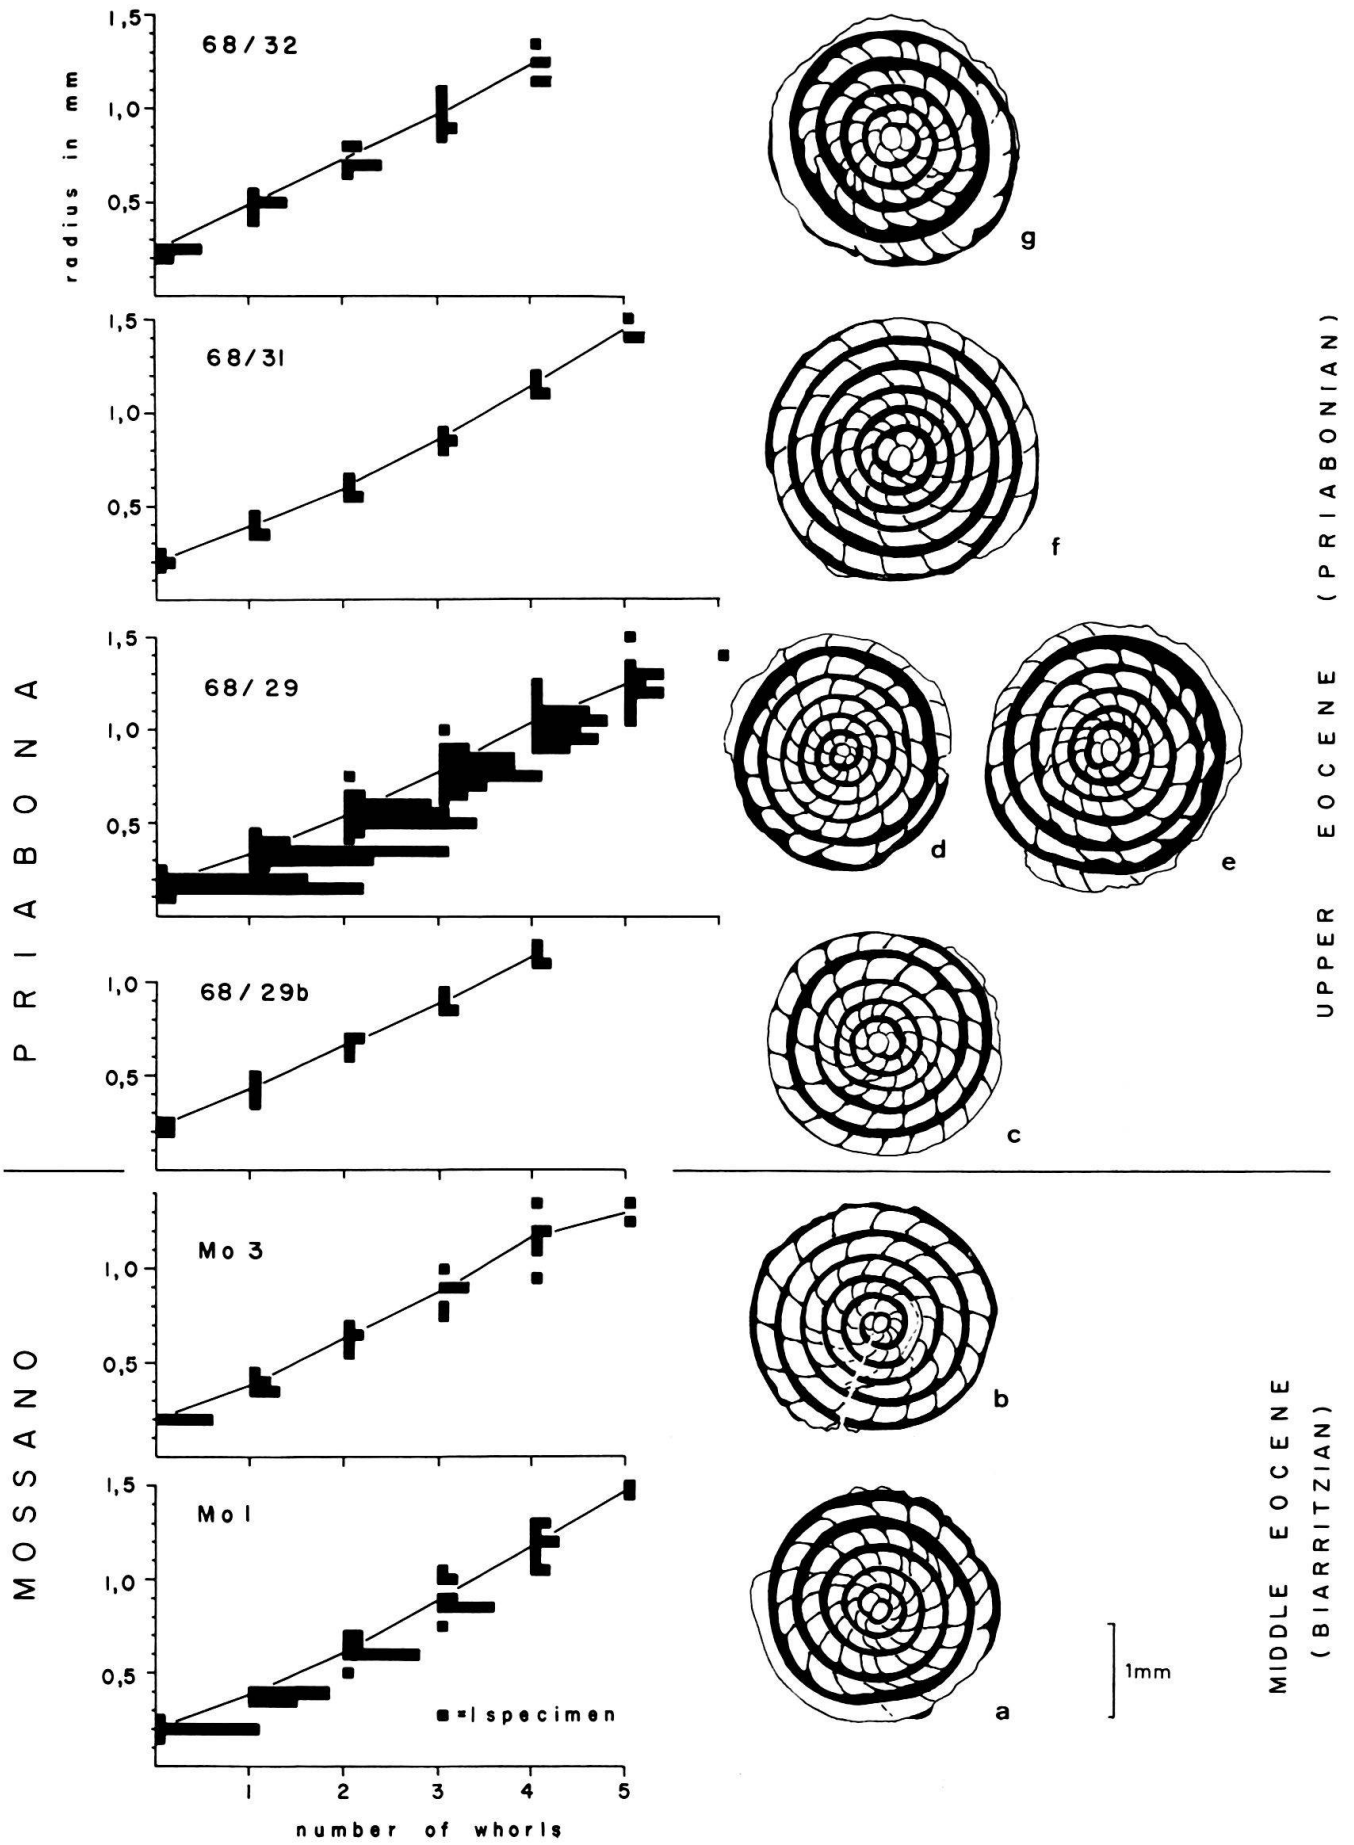 1,5
68/32
1,0
radius in mm
0,5
g
1,5
68/31
1,0
0,5
f
1,5
68/29
1,0
0,5
d
e
68/29b
1,0
0,5
c
Mo 3
1,0
0,5
b
1,5
Mo 1
1,0
0,5
=1 specimen
a
1mm
1 2 3 4 5
number of whorls
PRIABONA
MOSSANO
UPPER EOCENE (PRIABONIAN)
MIDDLE EOCENE
(BIARRITZIAN)